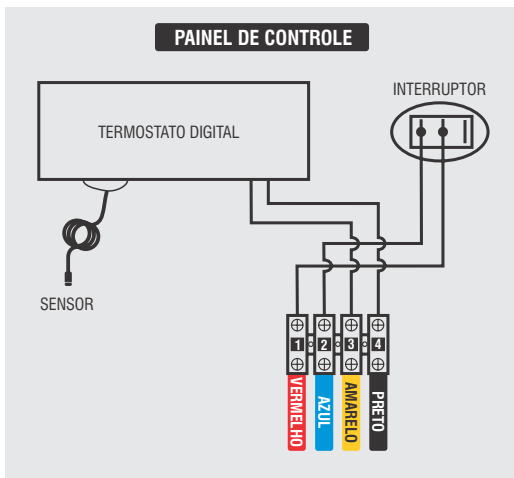 PAINEL DE CONTROLE
INTERRUPTOR
TERMOSTATO DIGITAL
SENSOR
1 2 3 4
VERMELHO
AZUL
AMARELO
PRETO